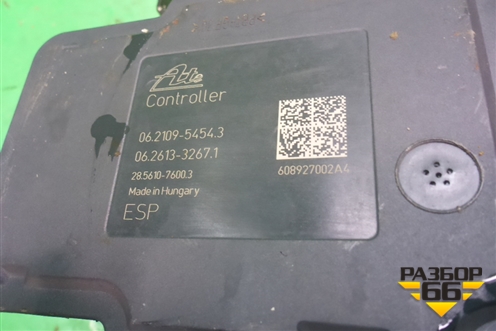 Ate
Controller
06.2109-5454.3
06.2613-3267.1
28.5610-7600.3
Made in Hungary
ESP
608927002A4
РАЗБОР
66